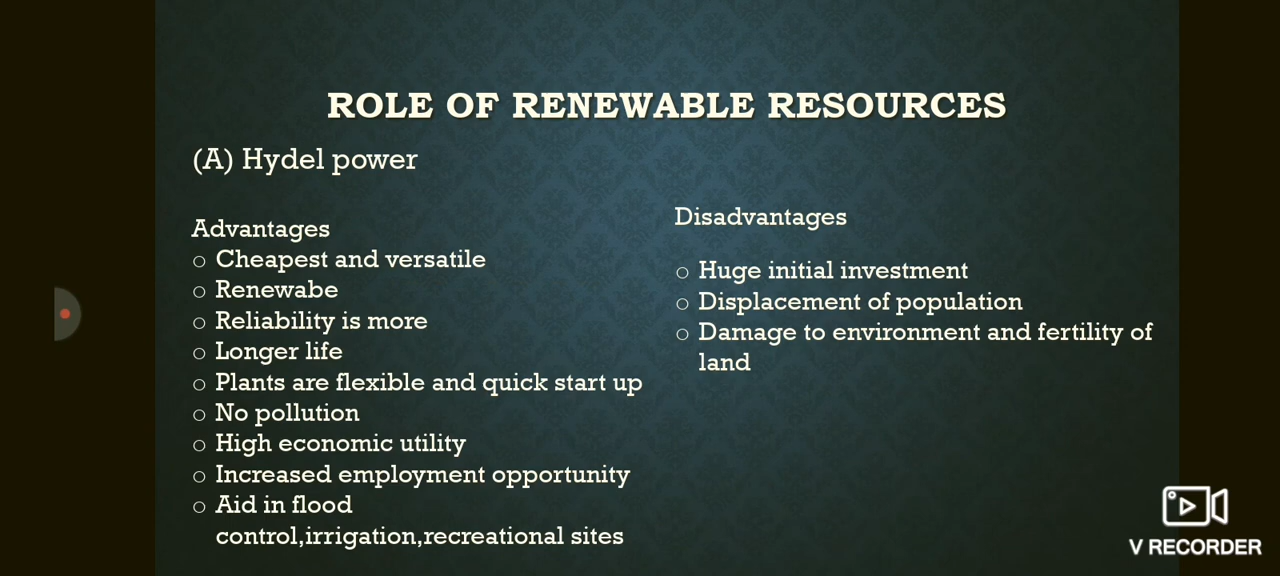 ROLE OF RENEWABLE RESOURCES
(A) Hydel power
Advantages
○ Cheapest and versatile
○ Renewabe
○ Reliability is more
○ Longer life
○ Plants are flexible and quick start up
○ No pollution
○ High economic utility
○ Increased employment opportunity
○ Aid in flood
control,irrigation,recreational sites
Disadvantages
○ Huge initial investment
○ Displacement of population
○ Damage to environment and fertility of
land
V RECORDER